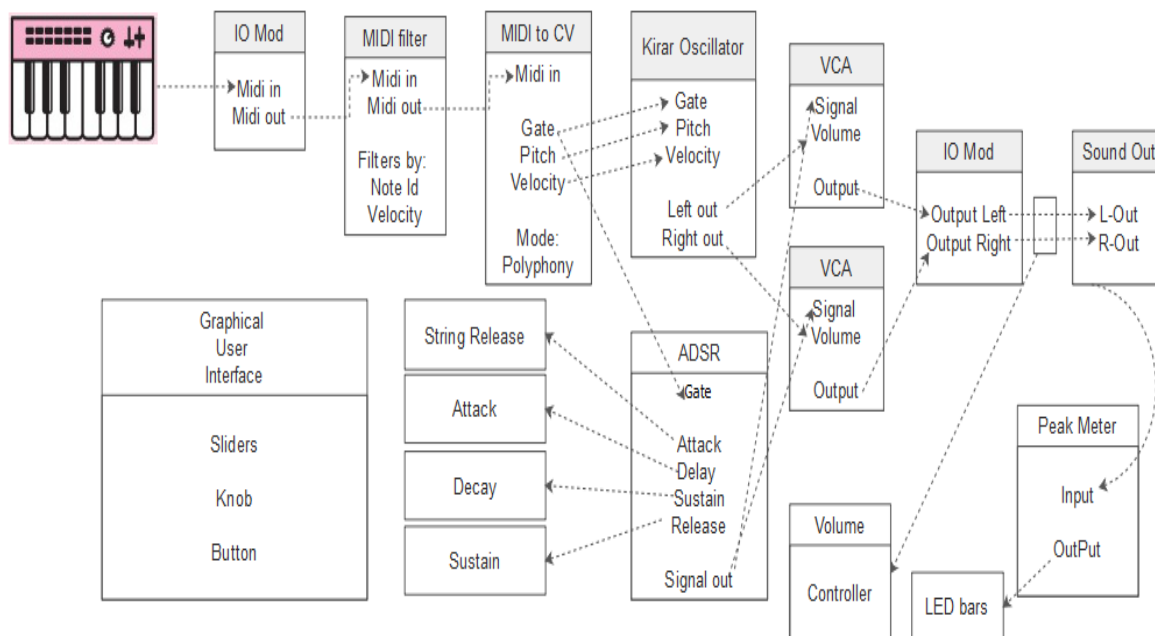 IO Mod
Midi in
Midi out
MIDI filter
Midi in
Midi out
Filters by:
Note Id
Velocity
MIDI to CV
Midi in
Gate
Pitch
Velocity
Mode:
Polyphony
Kirar Oscillator
Gate
Pitch
Velocity
Left out
Right out
VCA
Signal
Volume
Output
VCA
Signal
Volume
Output
IO Mod
Output Left
Output Right
Sound Out
L-Out
R-Out
Graphical
User
Interface
Sliders
Knob
Button
String Release
Attack
Decay
Sustain
ADSR
Gate
Attack
Delay
Sustain
Release
Signal out
Volume
Controller
Peak Meter
Input
OutPut
LED bars